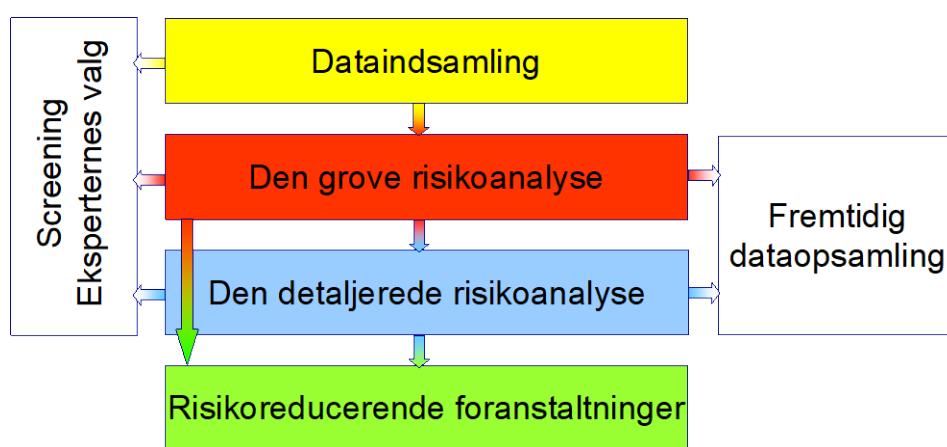 Screening
Eksperternes valg
Dataindsamling
Den grove risikoanalyse
Den detaljerede risikoanalyse
Risikoreducerende foranstaltninger
Fremtidig
dataopsamling